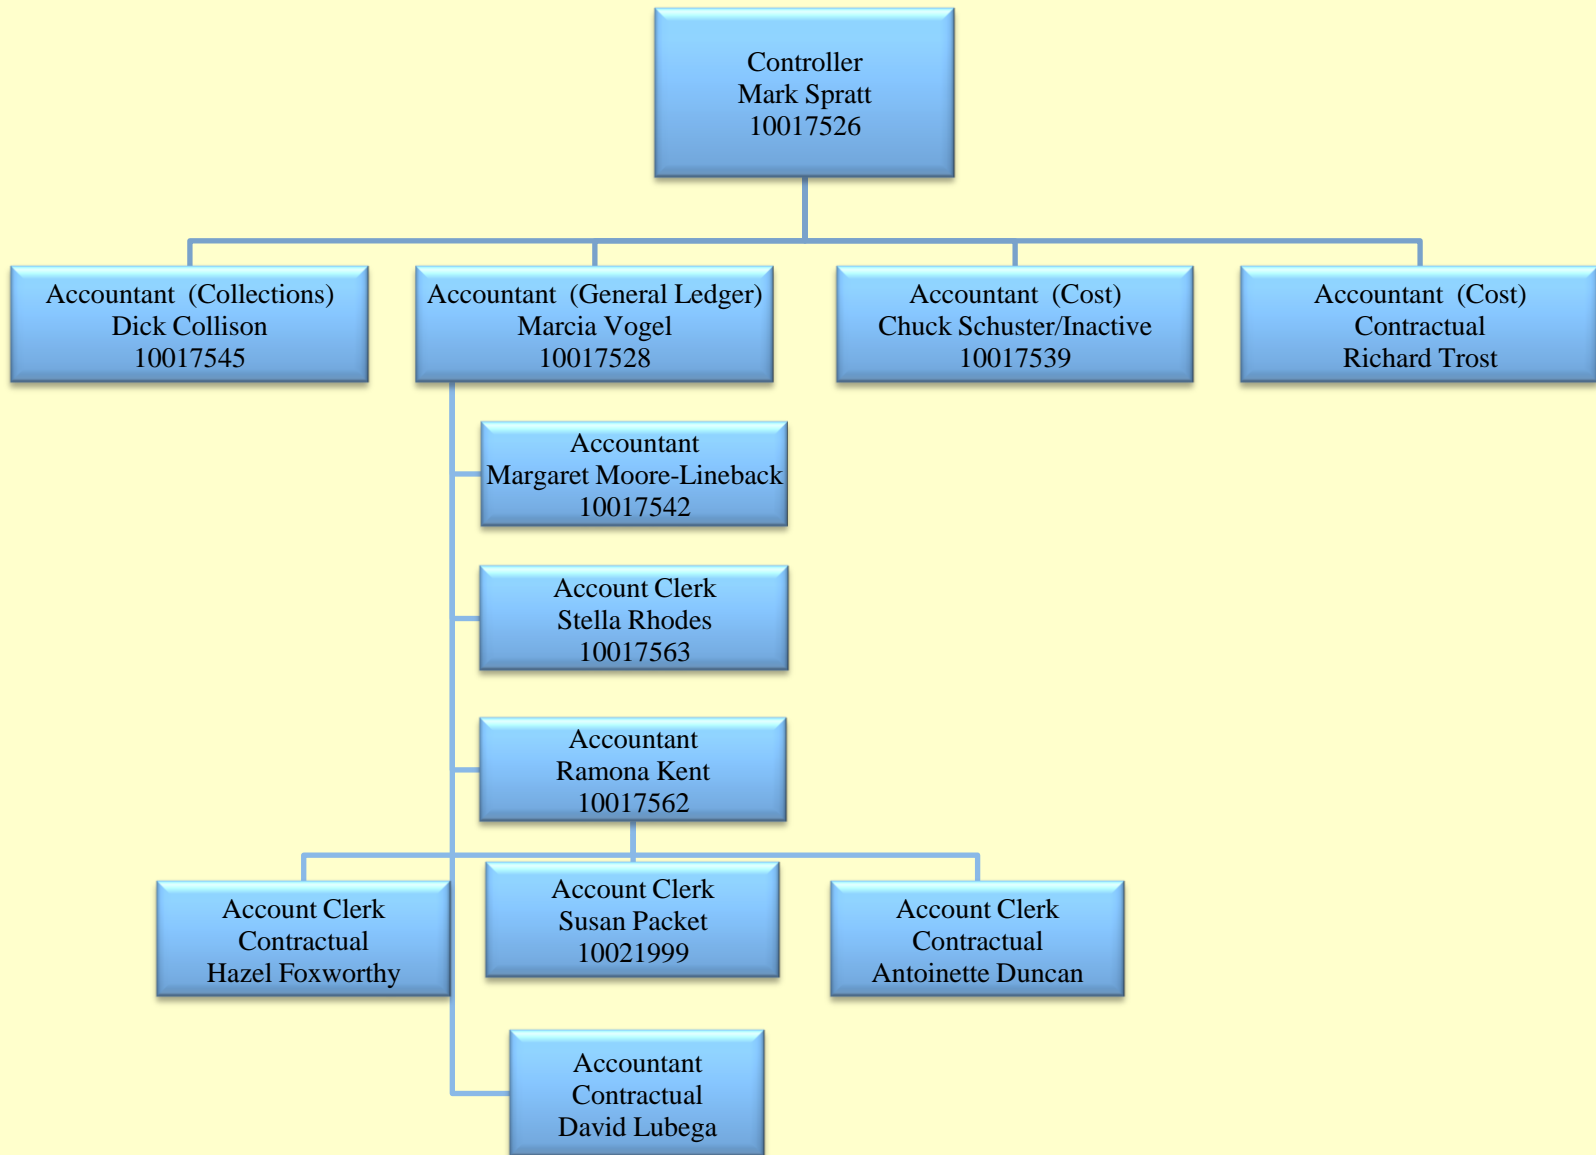 Controller
Mark Spratt
10017526
Accountant  (Collections)
Dick Collison
10017545
Accountant  (General Ledger)
Marcia Vogel
10017528
Accountant  (Cost)
Chuck Schuster/Inactive
10017539
Accountant  (Cost)
Contractual
Richard Trost
Accountant
Margaret Moore-Lineback
10017542
Account Clerk
Stella Rhodes
10017563
Accountant
Ramona Kent
10017562
Account Clerk
Contractual
Hazel Foxworthy
Account Clerk
Susan Packet
10021999
Account Clerk
Contractual
Antoinette Duncan
Accountant
Contractual
David Lubega